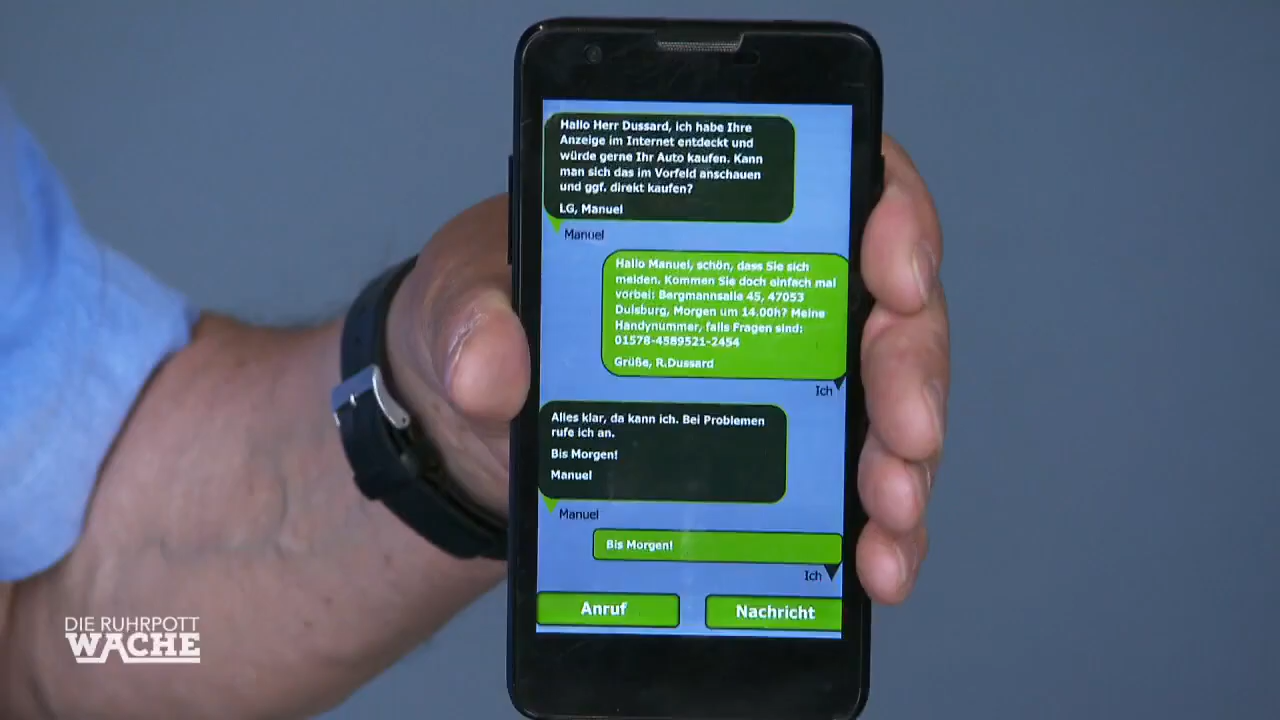 Hallo Herr Dussard, ich habe Ihre
Anzeige im Internet entdeckt und
würde gerne Ihr Auto kaufen. Kann
man sich das im Vorfeld anschauen
und ggf. direkt kaufen?
LG, Manuel
Manuel
Hallo Manuel, schön, dass Sie sich
melden. Kommen Sie doch einfach mal
vorbei: Bergmannsalle 45, 47053
Duisburg, Morgen um 14.00h? Meine
Handynummer, falls Fragen sind:
01578-4589521-2454
Grüße, R.Dussard
Ich
Alles klar, da kann ich. Bei Problemen
rufe ich an.
Bis Morgen!
Manuel
Manuel
Bis Morgen!
Ich
Anruf
Nachricht
DIE RUHRPOTT
WACHE